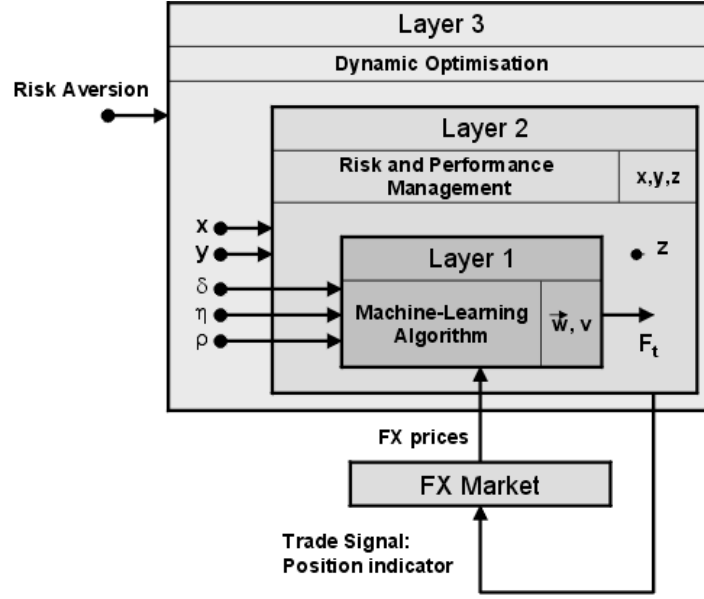 Layer 3
Dynamic Optimisation
Risk Aversion
Layer 2
Risk and Performance
Management
x,y,z
x
y
z
Layer 1
δ
η
ρ
Machine-Learning
Algorithm
w, v
F_t
FX prices
FX Market
Trade Signal:
Position indicator